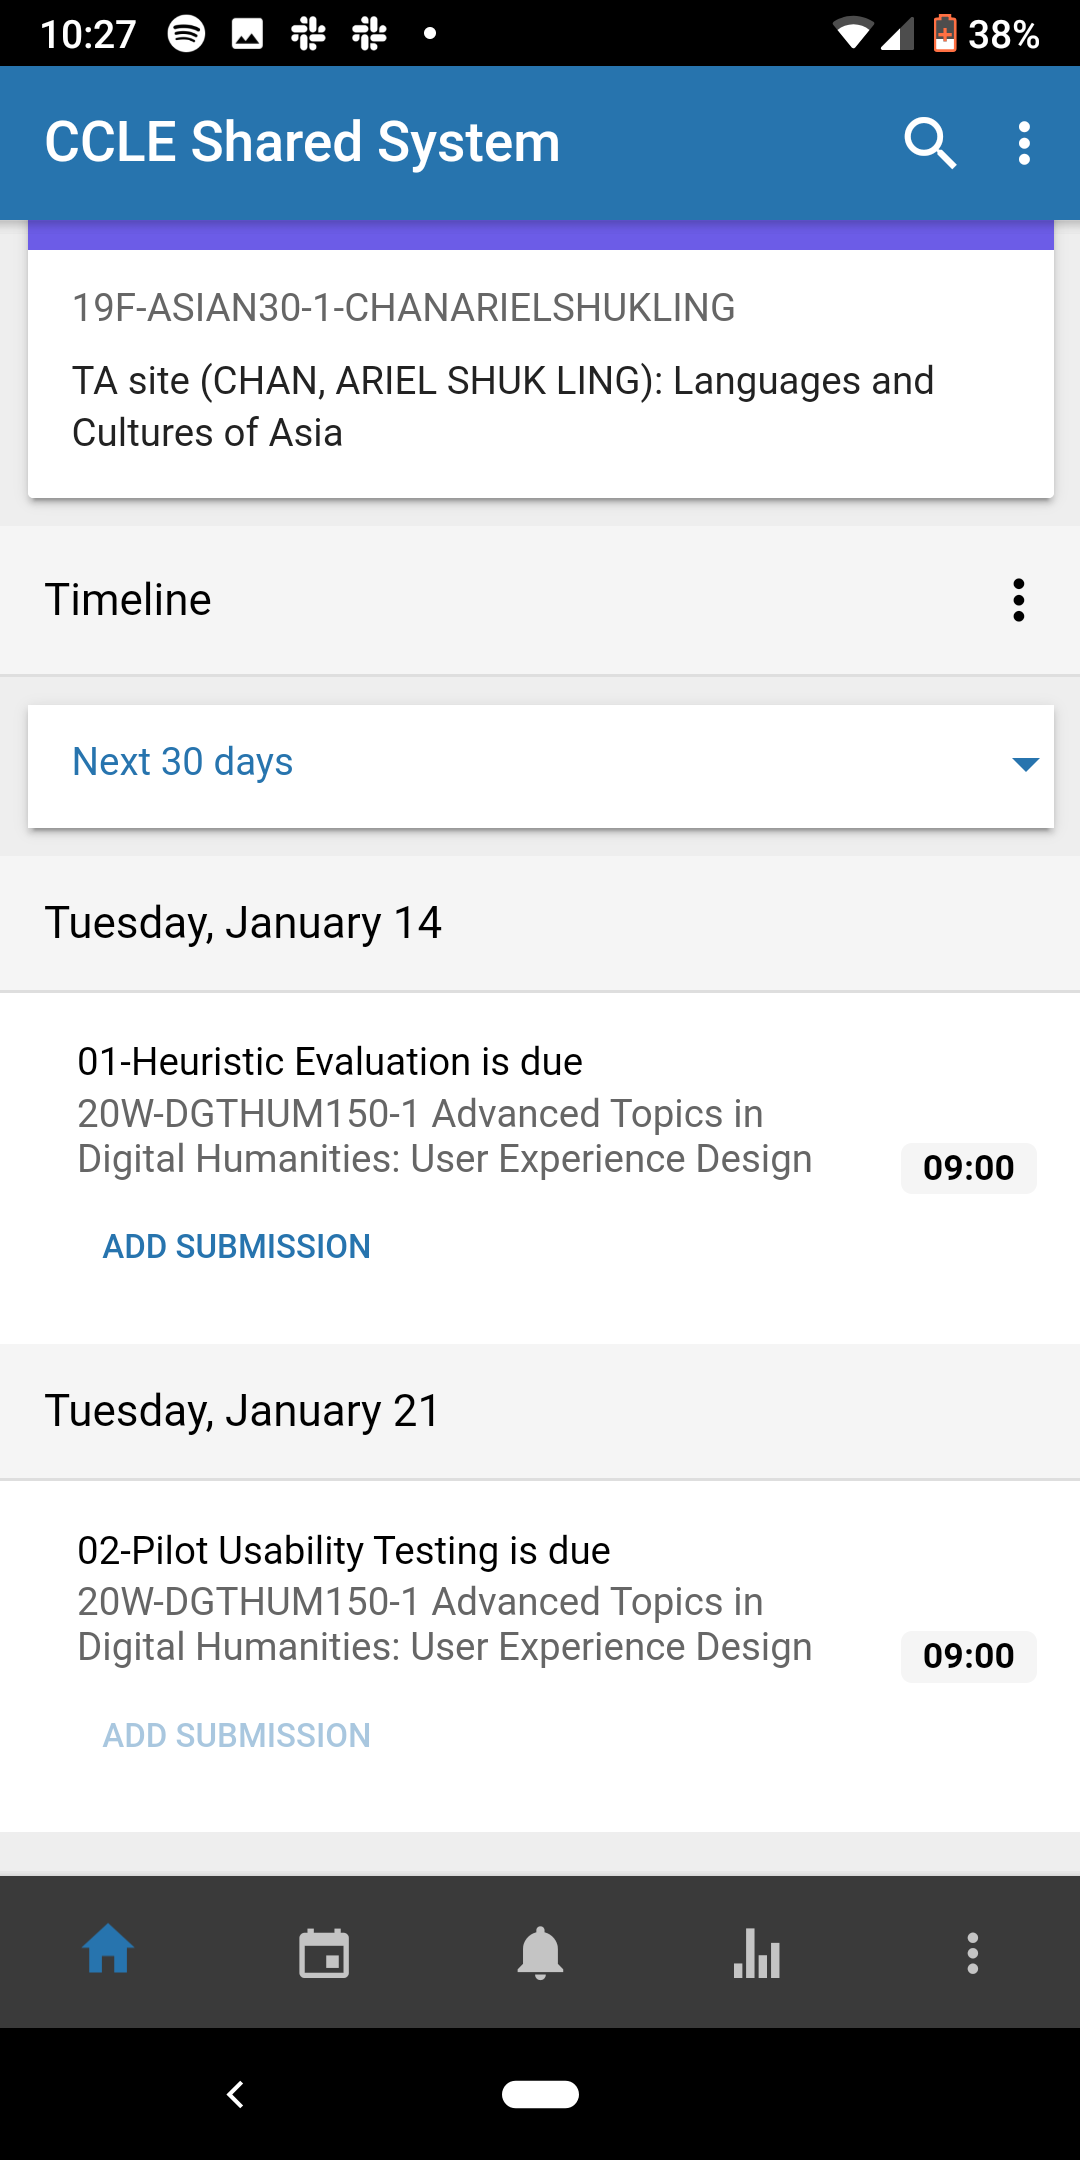 10:27
38%
CCLE Shared System
19F-ASIAN30-1-CHANARIELSHUKLING
TA site (CHAN, ARIEL SHUK LING): Languages and
Cultures of Asia
Timeline
Next 30 days
Tuesday, January 14
01-Heuristic Evaluation is due
20W-DGTHUM150-1 Advanced Topics in
Digital Humanities: User Experience Design
09:00
ADD SUBMISSION
Tuesday, January 21
02-Pilot Usability Testing is due
20W-DGTHUM150-1 Advanced Topics in
Digital Humanities: User Experience Design
09:00
ADD SUBMISSION